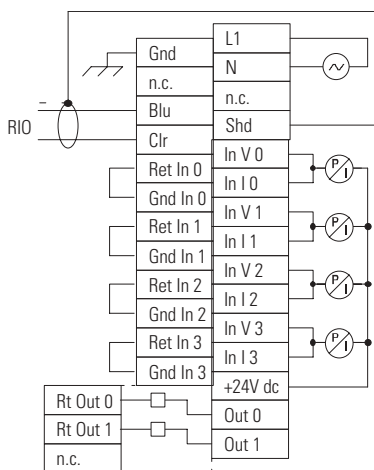 L1
Gnd
N
n.c.
n.c.
RIO
Blu
Shd
Clr
In V 0
Ret In 0
In I 0
P/I
Gnd In 0
In V 1
Ret In 1
In I 1
P/I
Gnd In 1
In V 2
Ret In 2
In I 2
P/I
Gnd In 2
In V 3
Ret In 3
In I 3
P/I
Gnd In 3
+24V dc
Rt Out 0
Out 0
Rt Out 1
Out 1
n.c.